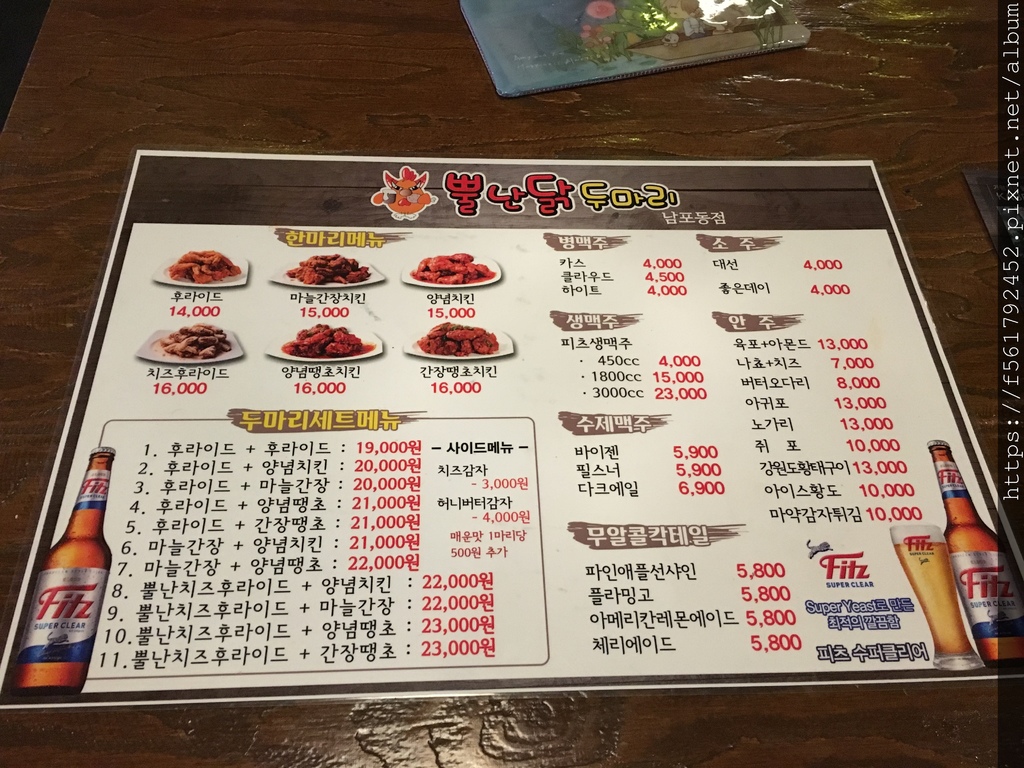 뿔난닭 두마리
남포동점
한마리메뉴
후라이드
14,000
마늘간장치킨
15,000
양념치킨
15,000
치즈후라이드
16,000
양념땡초치킨
16,000
간장땡초치킨
16,000
두마리세트메뉴
1. 후라이드 + 후라이드 : 19,000원
2. 후라이드 + 양념치킨 : 20,000원
3. 후라이드 + 마늘간장 : 20,000원
4. 후라이드 + 양념땡초 : 21,000원
5. 후라이드 + 간장땡초 : 21,000원
6. 마늘간장 + 양념치킨 : 21,000원
7. 마늘간장 + 양념땡초 : 22,000원
8. 뿔난치즈후라이드 + 양념치킨 : 22,000원
9. 뿔난치즈후라이드 + 마늘간장 : 22,000원
10. 뿔난치즈후라이드 + 양념땡초 : 23,000원
11. 뿔난치즈후라이드 + 간장땡초 : 23,000원
– 사이드메뉴 –
치즈감자
- 3,000원
허니버터감자
- 4,000원
매운맛 1마리당
500원 추가
병맥주
카스 4,000
클라우드 4,500
하이트 4,000
생맥주
피츠생맥주
· 450cc 4,000
· 1800cc 15,000
· 3000cc 23,000
수제맥주
바이젠 5,900
필스너 5,900
다크에일 6,900
무알콜칵테일
파인애플선샤인 5,800
플라밍고 5,800
아메리칸레몬에이드 5,800
체리에이드 5,800
소 주
대선 4,000
좋은데이 4,000
안 주
육포+아몬드 13,000
나쵸+치즈 7,000
버터오다리 8,000
아귀포 13,000
노가리 13,000
쥐 포 10,000
강원도황태구이 13,000
아이스황도 10,000
마약감자튀김 10,000
Fitz
SUPER CLEAR
Super Yeast로 만든
최적의 깔끔함
피츠 수퍼클리어
Fitz
SUPER CLEAR
Fitz
Fitz
SUPER CLEAR
https://f561792452.pixnet.net/album